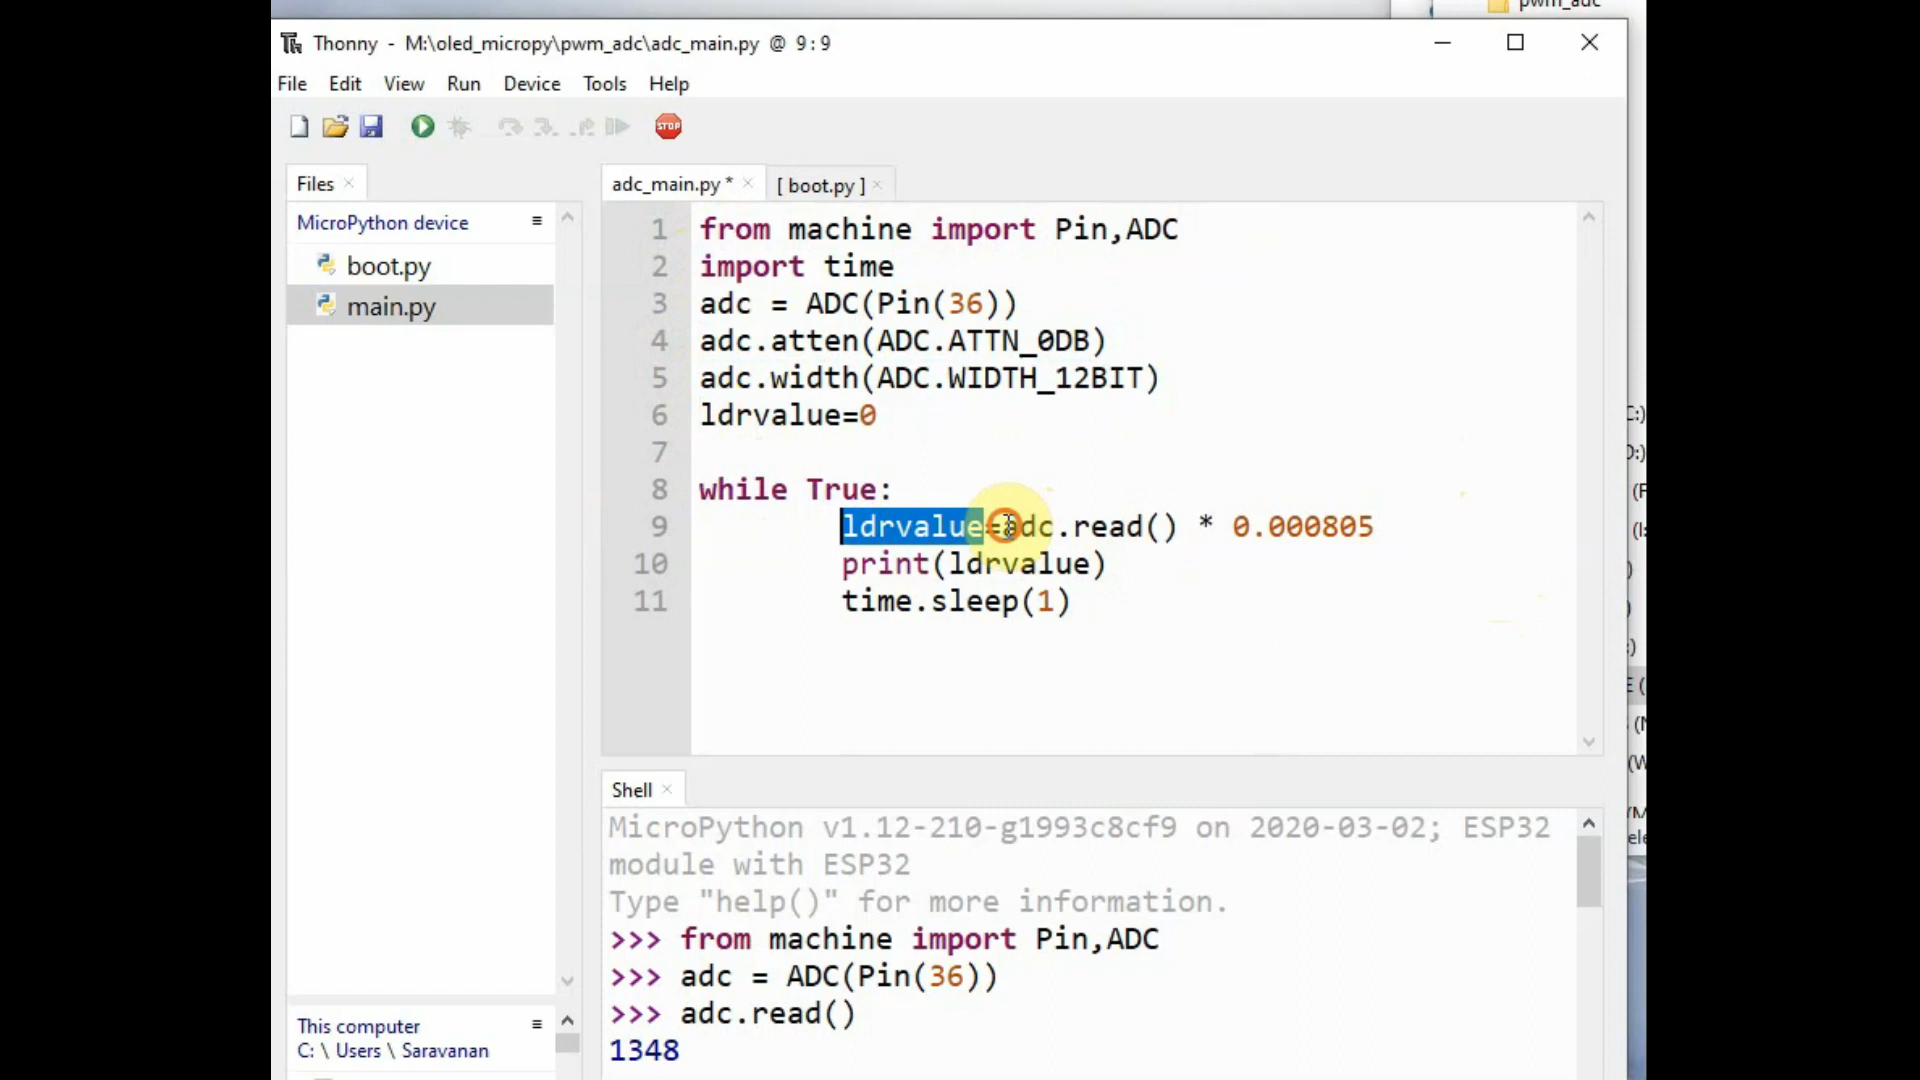 pwm_adc
Thonny - M:\oled_micropy\pwm_adc\adc_main.py @ 9:9
File Edit View Run Device Tools Help
STOP
Files
adc_main.py * [ boot.py ]
MicroPython device
boot.py
main.py
1 from machine import Pin,ADC
2 import time
3 adc = ADC(Pin(36))
4 adc.atten(ADC.ATTN_0DB)
5 adc.width(ADC.WIDTH_12BIT)
6 ldrvalue=0
7
8 while True:
9 ldrvalue=adc.read() * 0.000805
10 print(ldrvalue)
11 time.sleep(1)
Shell
MicroPython v1.12-210-g1993c8cf9 on 2020-03-02; ESP32
module with ESP32
Type "help()" for more information.
>>> from machine import Pin,ADC
>>> adc = ADC(Pin(36))
>>> adc.read()
1348
This computer
C: \ Users \ Saravanan